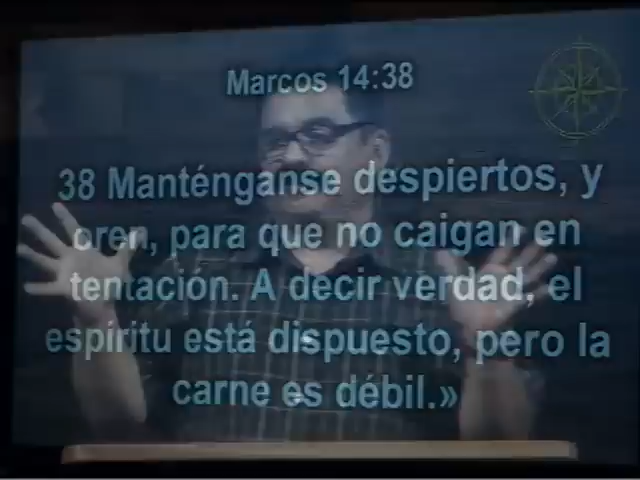 Marcos 14:38
38 Manténganse despiertos, y
oren, para que no caigan en
tentación. A decir verdad, el
espíritu está dispuesto, pero la
carne es débil.»